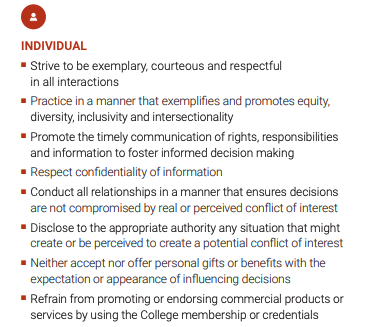 INDIVIDUAL
Strive to be exemplary, courteous and respectful
in all interactions
Practice in a manner that exemplifies and promotes equity,
diversity, inclusivity and intersectionality
Promote the timely communication of rights, responsibilities
and information to foster informed decision making
Respect confidentiality of information
Conduct all relationships in a manner that ensures decisions
are not compromised by real or perceived conflict of interest
Disclose to the appropriate authority any situation that might
create or be perceived to create a potential conflict of interest
Neither accept nor offer personal gifts or benefits with the
expectation or appearance of influencing decisions
Refrain from promoting or endorsing commercial products or
services by using the College membership or credentials